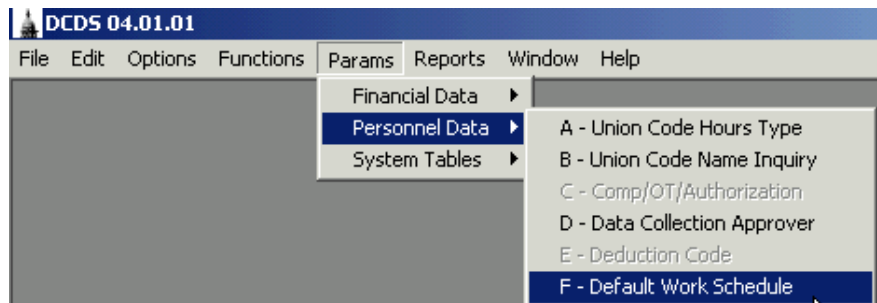 DCDS 04.01.01
File Edit Options Functions Params Reports Window Help
Financial Data
Personnel Data
System Tables
A - Union Code Hours Type
B - Union Code Name Inquiry
C - Comp/OT/Authorization
D - Data Collection Approver
E - Deduction Code
F - Default Work Schedule